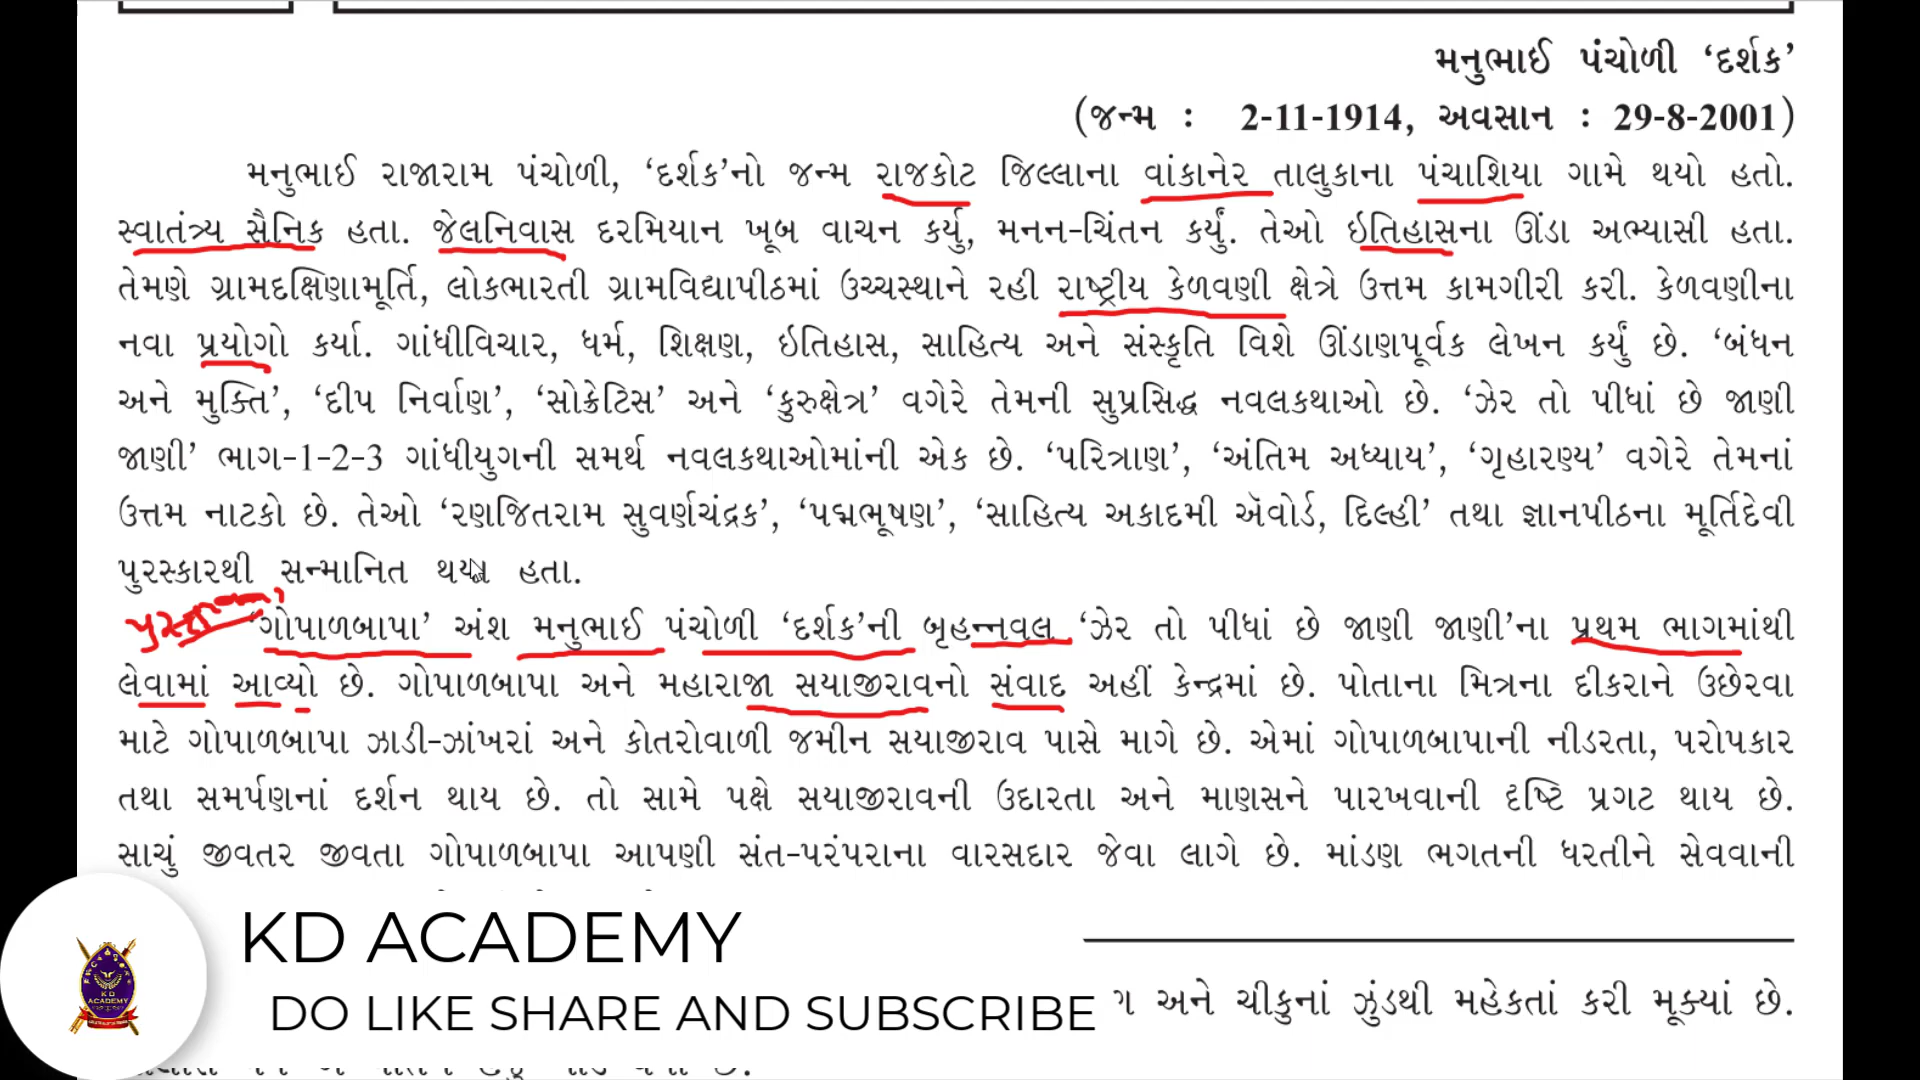 મનુભાઈ પંચોળી ‘દર્શક’
(જન્મ : 2-11-1914, અવસાન : 29-8-2001)
મનુભાઈ રાજારામ પંચોળી, ‘દર્શક’નો જન્મ રાજકોટ જિલ્લાના વાંકાનેર તાલુકાના પંચાશિયા ગામે થયો હતો.
સ્વાતંત્ર્ય સૈનિક હતા. જેલનિવાસ દરમિયાન ખૂબ વાચન કર્યુ, મનન-ચિંતન કર્યું. તેઓ ઇતિહાસના ઊંડા અભ્યાસી હતા.
તેમણે ગ્રામદક્ષિણામૂર્તિ, લોકભારતી ગ્રામવિદ્યાપીઠમાં ઉચ્ચસ્થાને રહી રાષ્ટ્રીય કેળવણી ક્ષેત્રે ઉત્તમ કામગીરી કરી. કેળવણીના
નવા પ્રયોગો કર્યા. ગાંધીવિચાર, ધર્મ, શિક્ષણ, ઇતિહાસ, સાહિત્ય અને સંસ્કૃતિ વિશે ઊંડાણપૂર્વક લેખન કર્યું છે. ‘બંધન
અને મુક્તિ’, ‘દીપ નિર્વાણ’, ‘સોક્રેટિસ’ અને ‘કુરુક્ષેત્ર’ વગેરે તેમની સુપ્રસિદ્ધ નવલકથાઓ છે. ‘ઝેર તો પીધાં છે જાણી
જાણી’ ભાગ-1-2-3 ગાંધીયુગની સમર્થ નવલકથાઓમાંની એક છે. ‘પરિત્રાણ’, ‘અંતિમ અધ્યાય’, ‘ગૃહારણ્ય’ વગેરે તેમનાં
ઉત્તમ નાટકો છે. તેઓ ‘રણજિતરામ સુવર્ણચંદ્રક’, ‘પદ્મભૂષણ’, ‘સાહિત્ય અકાદમી ઍવોર્ડ, દિલ્હી’ તથા જ્ઞાનપીઠના મૂર્તિદેવી
પુરસ્કારથી સન્માનિત થયા હતા.
‘ગોપાળબાપા’ અંશ મનુભાઈ પંચોળી ‘દર્શક’ની બૃહન્નવલ ‘ઝેર તો પીધાં છે જાણી જાણી’ના પ્રથમ ભાગમાંથી
લેવામાં આવ્યો છે. ગોપાળબાપા અને મહારાજા સયાજીરાવનો સંવાદ અહીં કેન્દ્રમાં છે. પોતાના મિત્રના દીકરાને ઉછેરવા
માટે ગોપાળબાપા ઝાડી-ઝાંખરાં અને કોતરોવાળી જમીન સયાજીરાવ પાસે માગે છે. એમાં ગોપાળબાપાની નીડરતા, પરોપકાર
તથા સમર્પણનાં દર્શન થાય છે. તો સામે પક્ષે સયાજીરાવની ઉદારતા અને માણસને પારખવાની દૃષ્ટિ પ્રગટ થાય છે.
સાચું જીવતર જીવતા ગોપાળબાપા આપણી સંત-પરંપરાના વારસદાર જેવા લાગે છે. માંડણ ભગતની ધરતીને સેવવાની
KD ACADEMY
DO LIKE SHARE AND SUBSCRIBE
KD ACADEMY
અને ચીકુનાં ઝુંડથી મહેકતાં કરી મૂક્યાં છે.